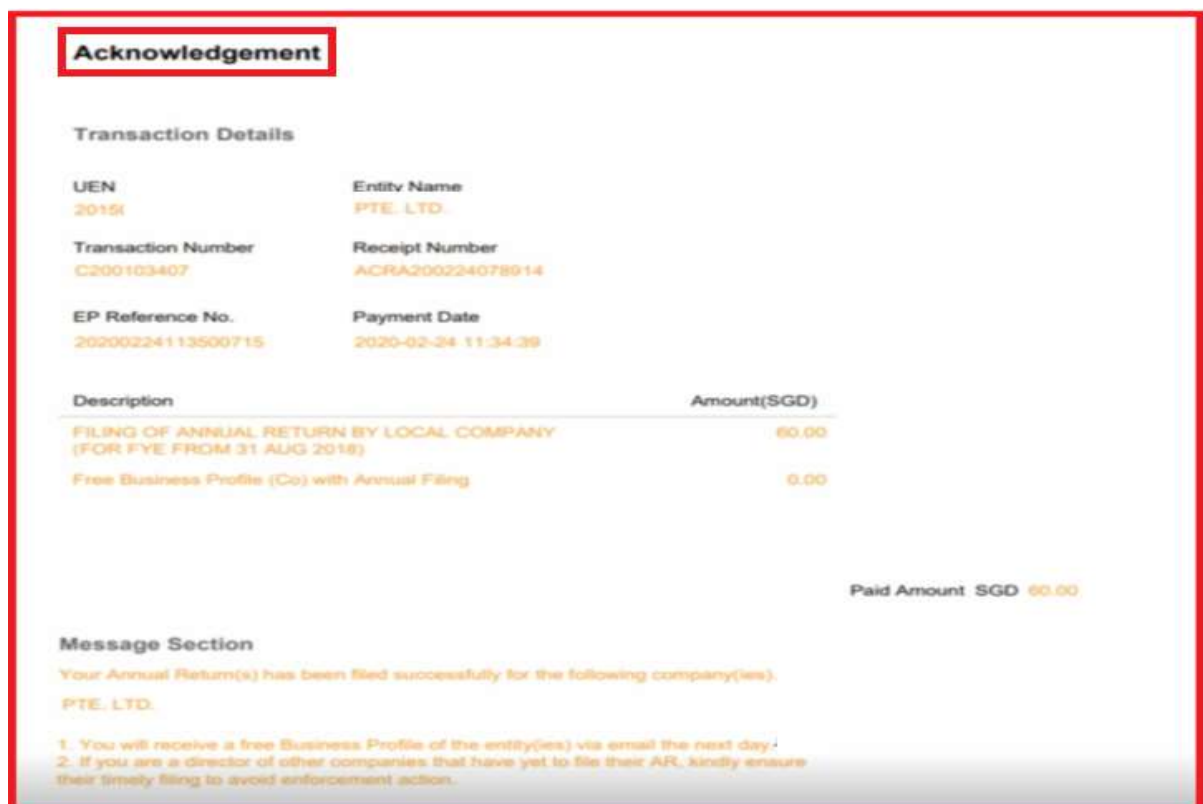 Acknowledgement
Transaction Details
UEN Entity Name
2015( PTE. LTD.
Transaction Number Receipt Number
C200103407 ACRA200224078914
EP Reference No. Payment Date
20200224113500715 2020-02-24 11:34:39
Description Amount(SGD)
FILING OF ANNUAL RETURN BY LOCAL COMPANY 60.00
(FOR FYE FROM 31 AUG 2018)
Free Business Profile (Co) with Annual Filing 0.00
Paid Amount SGD 60.00
Message Section
Your Annual Return(s) has been filed successfully for the following company(ies).
PTE. LTD.
1. You will receive a free Business Profile of the entity(ies) via email the next day.
2. If you are a director of other companies that have yet to file their AR, kindly ensure
their timely filing to avoid enforcement action.